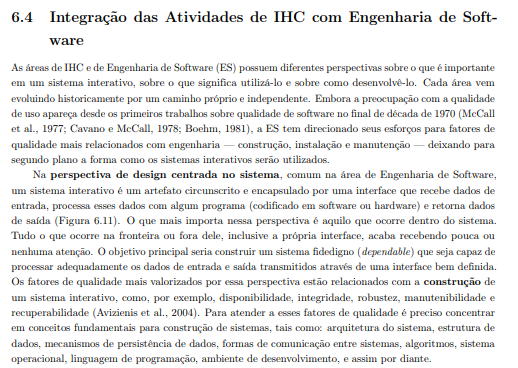 6.4 Integração das Atividades de IHC com Engenharia de Soft-
ware
As áreas de IHC e de Engenharia de Software (ES) possuem diferentes perspectivas sobre o que é importante
em um sistema interativo, sobre o que significa utilizá-lo e sobre como desenvolvê-lo. Cada área vem
evoluindo historicamente por um caminho próprio e independente. Embora a preocupação com a qualidade
de uso apareça desde os primeiros trabalhos sobre qualidade de software no final de década de 1970 (McCall
et al., 1977; Cavano e McCall, 1978; Boehm, 1981), a ES tem direcionado seus esforços para fatores de
qualidade mais relacionados com engenharia — construção, instalação e manutenção — deixando para
segundo plano a forma como os sistemas interativos serão utilizados.
Na perspectiva de design centrada no sistema, comum na área de Engenharia de Software,
um sistema interativo é um artefato circunscrito e encapsulado por uma interface que recebe dados de
entrada, processa esses dados com algum programa (codificado em software ou hardware) e retorna dados
de saída (Figura 6.11). O que mais importa nessa perspectiva é aquilo que ocorre dentro do sistema.
Tudo o que ocorre na fronteira ou fora dele, inclusive a própria interface, acaba recebendo pouca ou
nenhuma atenção. O objetivo principal seria construir um sistema fidedigno (dependable) que seja capaz de
processar adequadamente os dados de entrada e saída transmitidos através de uma interface bem definida.
Os fatores de qualidade mais valorizados por essa perspectiva estão relacionados com a construção de
um sistema interativo, como, por exemplo, disponibilidade, integridade, robustez, manutenibilidade e
recuperabilidade (Avizienis et al., 2004). Para atender a esses fatores de qualidade é preciso concentrar
em conceitos fundamentais para construção de sistemas, tais como: arquitetura do sistema, estrutura de
dados, mecanismos de persistência de dados, formas de comunicação entre sistemas, algoritmos, sistema
operacional, linguagem de programação, ambiente de desenvolvimento, e assim por diante.